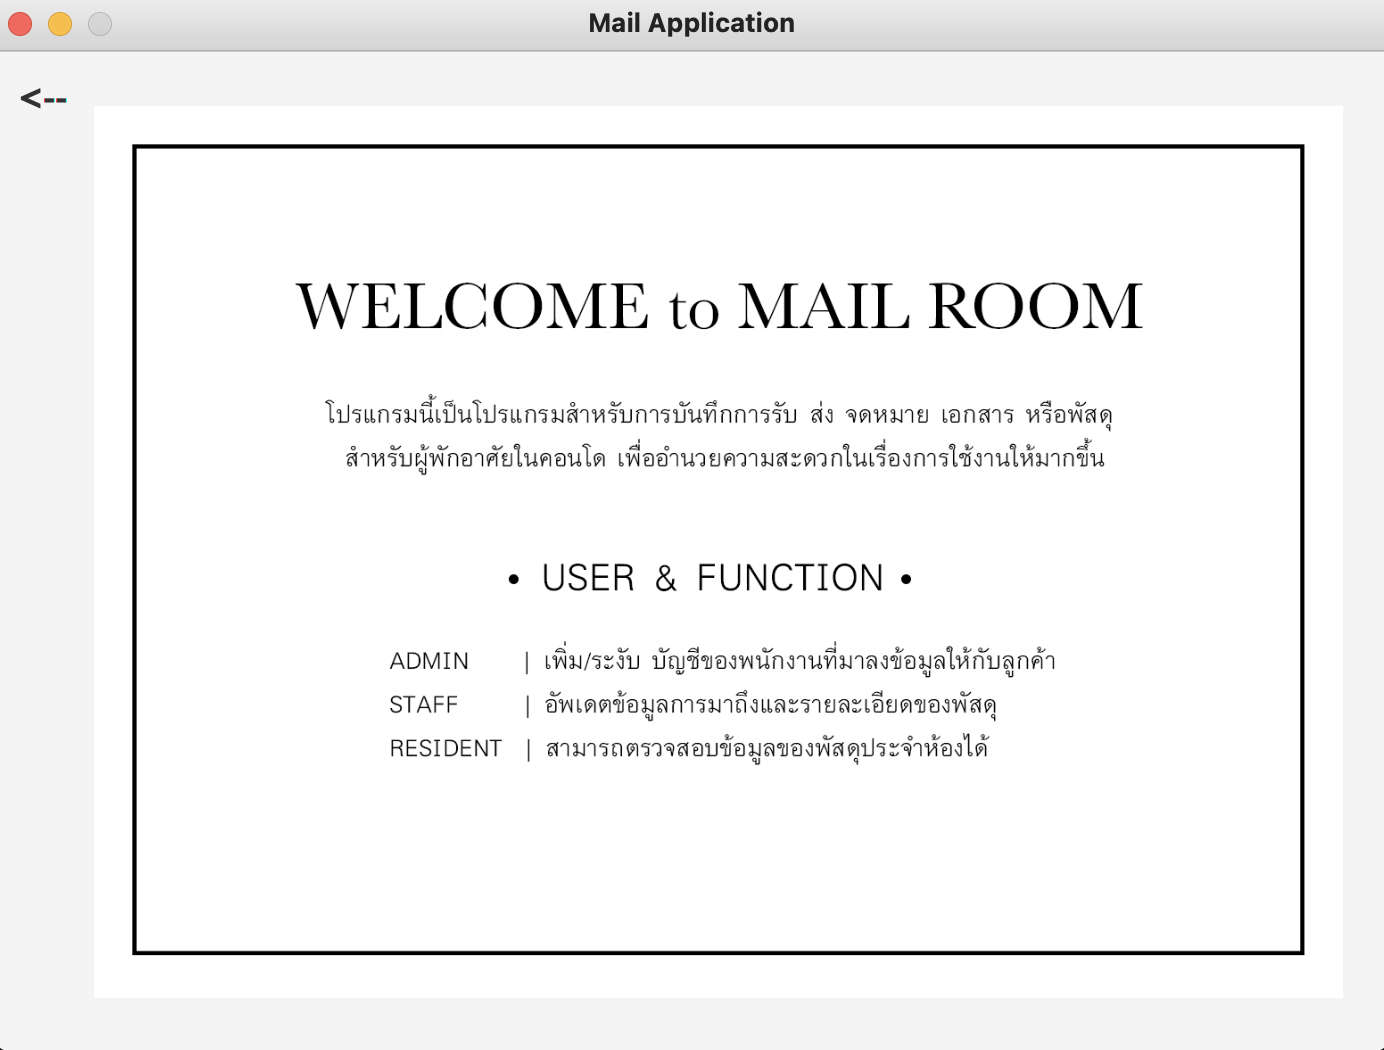 Mail Application
<--
WELCOME to MAIL ROOM
โปรแกรมนี้เป็นโปรแกรมสำหรับการบันทึกการรับ ส่ง จดหมาย เอกสาร หรือพัสดุ
สำหรับผู้พักอาศัยในคอนโด เพื่ออำนวยความสะดวกในเรื่องการใช้งานให้มากขึ้น
• USER & FUNCTION •
ADMIN | เพิ่ม/ระงับ บัญชีของพนักงานที่มาลงข้อมูลให้กับลูกค้า
STAFF | อัพเดตข้อมูลการมาถึงและรายละเอียดของพัสดุ
RESIDENT | สามารถตรวจสอบข้อมูลของพัสดุประจำห้องได้